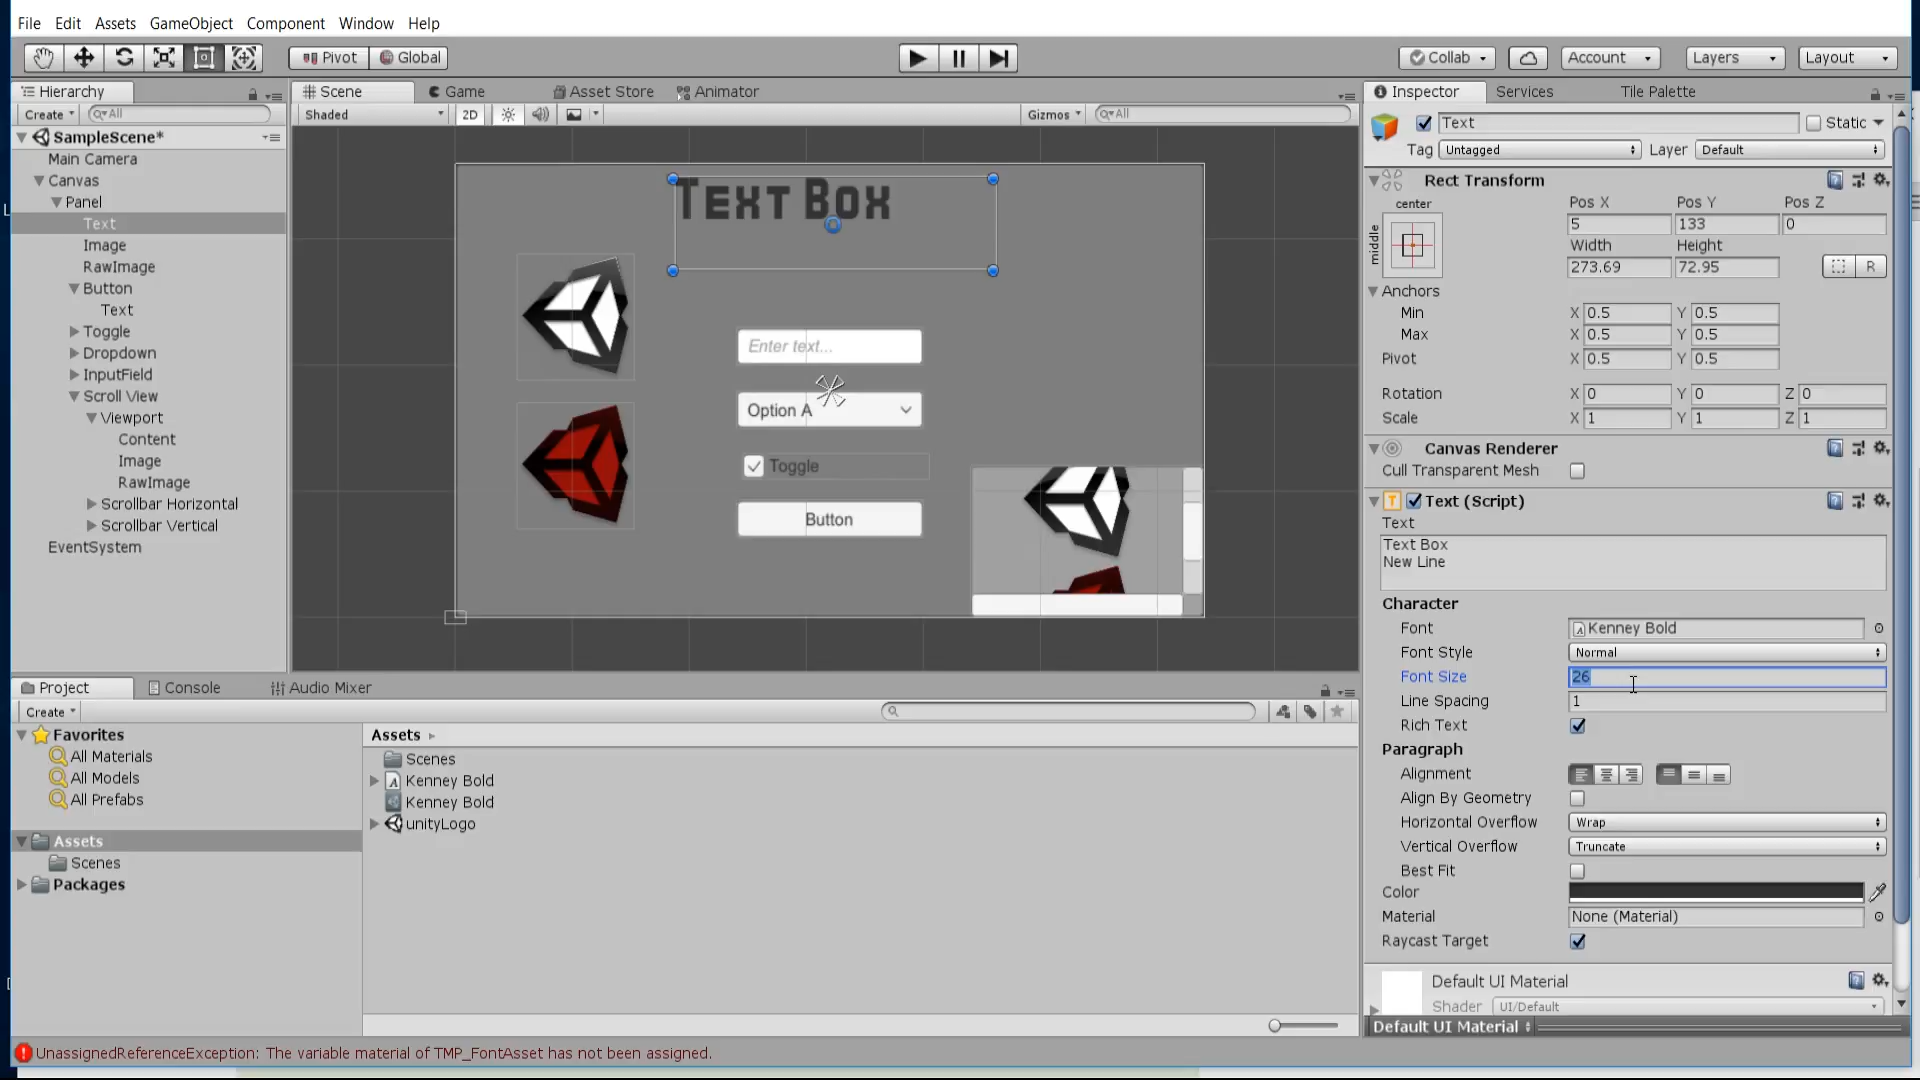 File Edit Assets GameObject Component Window Help
Pivot Global Collab Account Layers Layout
Hierarchy
Create All
SampleScene*
Main Camera
Canvas
Panel
Text
Image
RawImage
Button
Text
Toggle
Dropdown
InputField
Scroll View
Viewport
Content
Image
RawImage
Scrollbar Horizontal
Scrollbar Vertical
EventSystem
Scene Game Asset Store Animator
Shaded 2D Gizmos All
Text Box
Enter text...
Option A
Toggle
Button
Inspector Services Tile Palette
Text Static
Tag Untagged Layer Default
Rect Transform
center Pos X Pos Y Pos Z
5 133 0
middle
Width Height
273.69 72.95 R
Anchors
Min X 0.5 Y 0.5
Max X 0.5 Y 0.5
Pivot X 0.5 Y 0.5
Rotation X 0 Y 0 Z 0
Scale X 1 Y 1 Z 1
Canvas Renderer
Cull Transparent Mesh
Text (Script)
Text
Text Box
New Line
Character
Font Kenney Bold
Font Style Normal
Font Size 26
Line Spacing 1
Rich Text
Paragraph
Alignment
Align By Geometry
Horizontal Overflow Wrap
Vertical Overflow Truncate
Best Fit
Color
Material None (Material)
Raycast Target
Default UI Material
Shader UI/Default
Default UI Material
Project Console Audio Mixer
Create
Favorites
All Materials
All Models
All Prefabs
Assets
Scenes
Packages
Assets
Scenes
Kenney Bold
Kenney Bold
unityLogo
UnassignedReferenceException: The variable material of TMP_FontAsset has not been assigned.